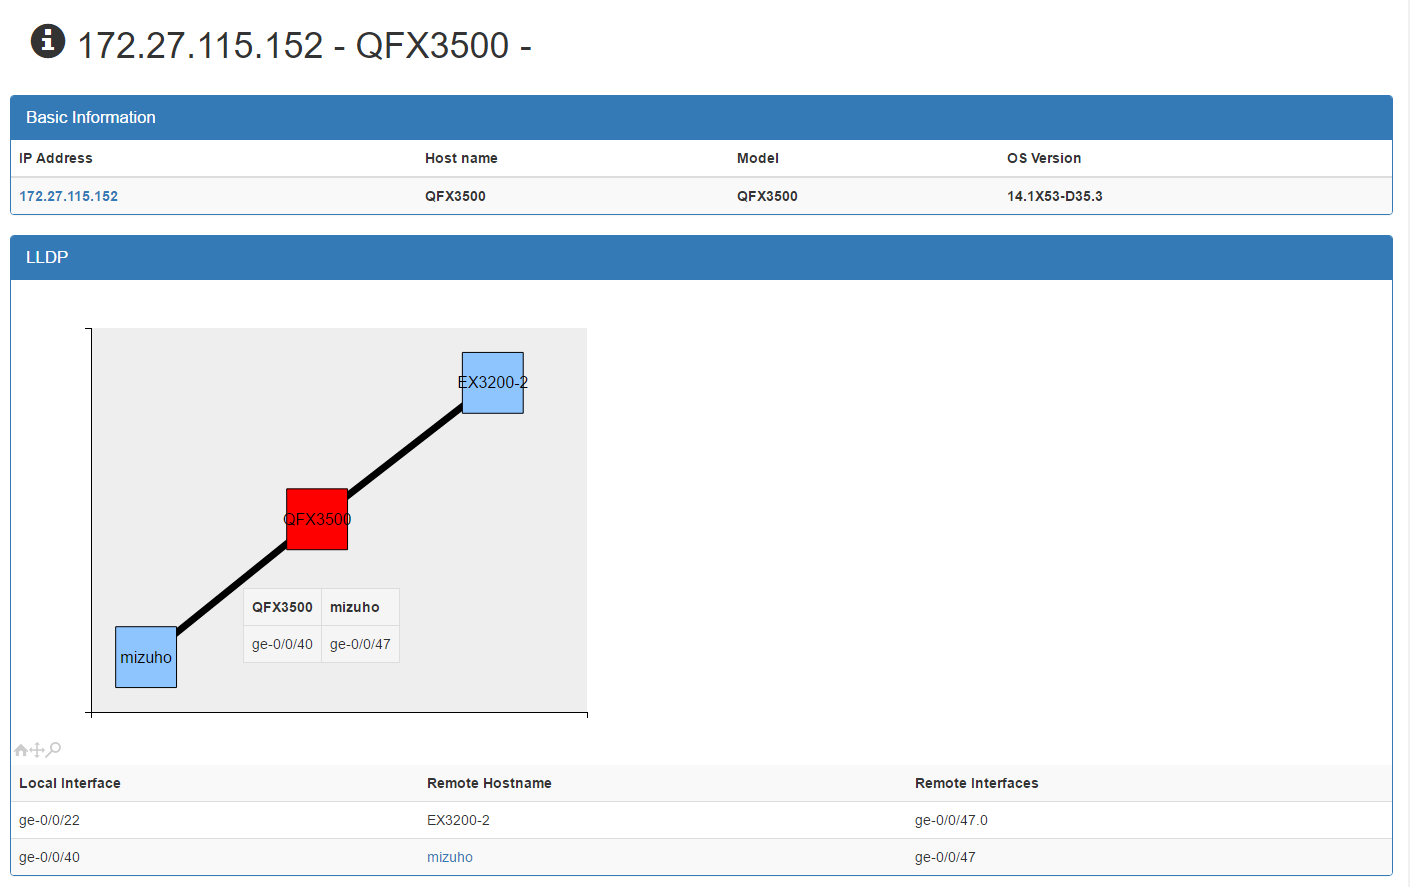 172.27.115.152 - QFX3500 -
Basic Information
IP Address Host name Model OS Version
172.27.115.152 QFX3500 QFX3500 14.1X53-D35.3
LLDP
EX3200-2
QFX3500
QFX3500 mizuho
ge-0/0/40 ge-0/0/47
mizuho
Local Interface Remote Hostname Remote Interfaces
ge-0/0/22 EX3200-2 ge-0/0/47.0
ge-0/0/40 mizuho ge-0/0/47